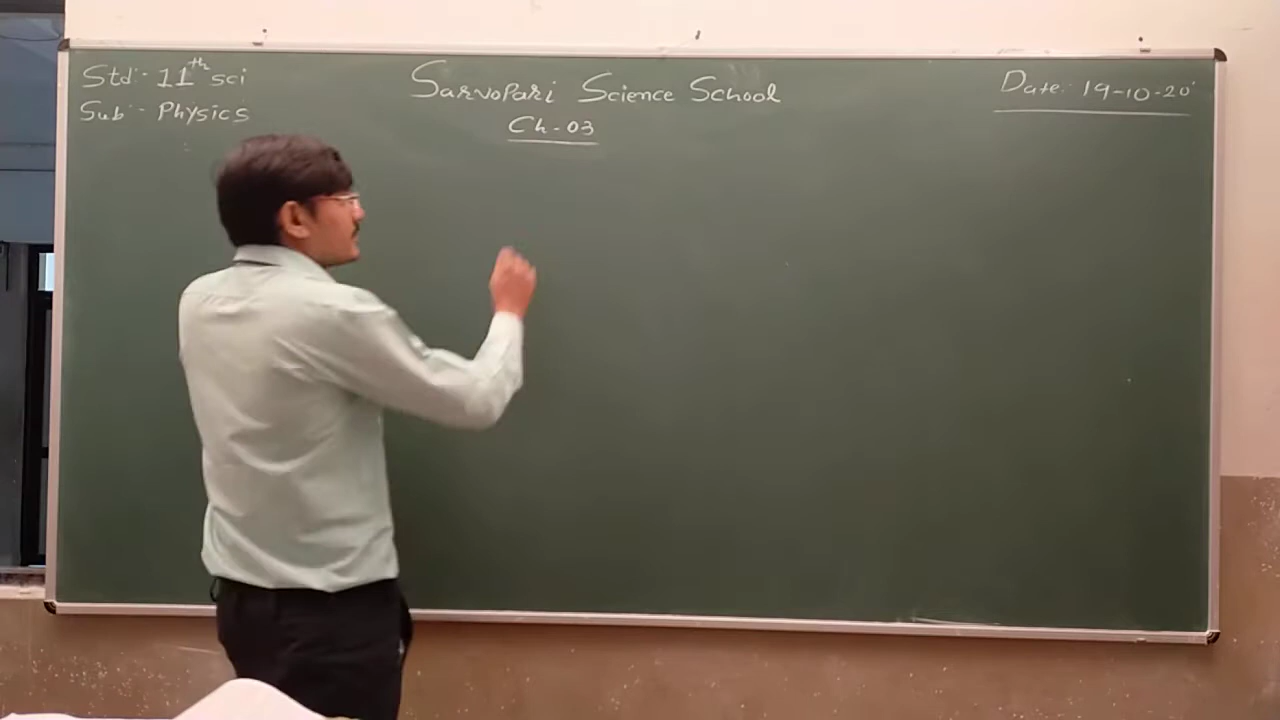 Std:- 11th sci
Sub:- Physics
Sarvopari Science School
Ch-03
Date:- 19-10-20'